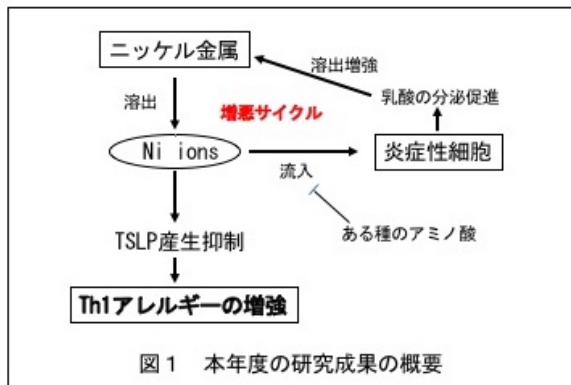 ニッケル金属
溶出増強
溶出
乳酸の分泌促進
増悪サイクル
Ni ions
炎症性細胞
流入
ある種のアミノ酸
TSLP産生抑制
Th1アレルギーの増強
図1 本年度の研究成果の概要